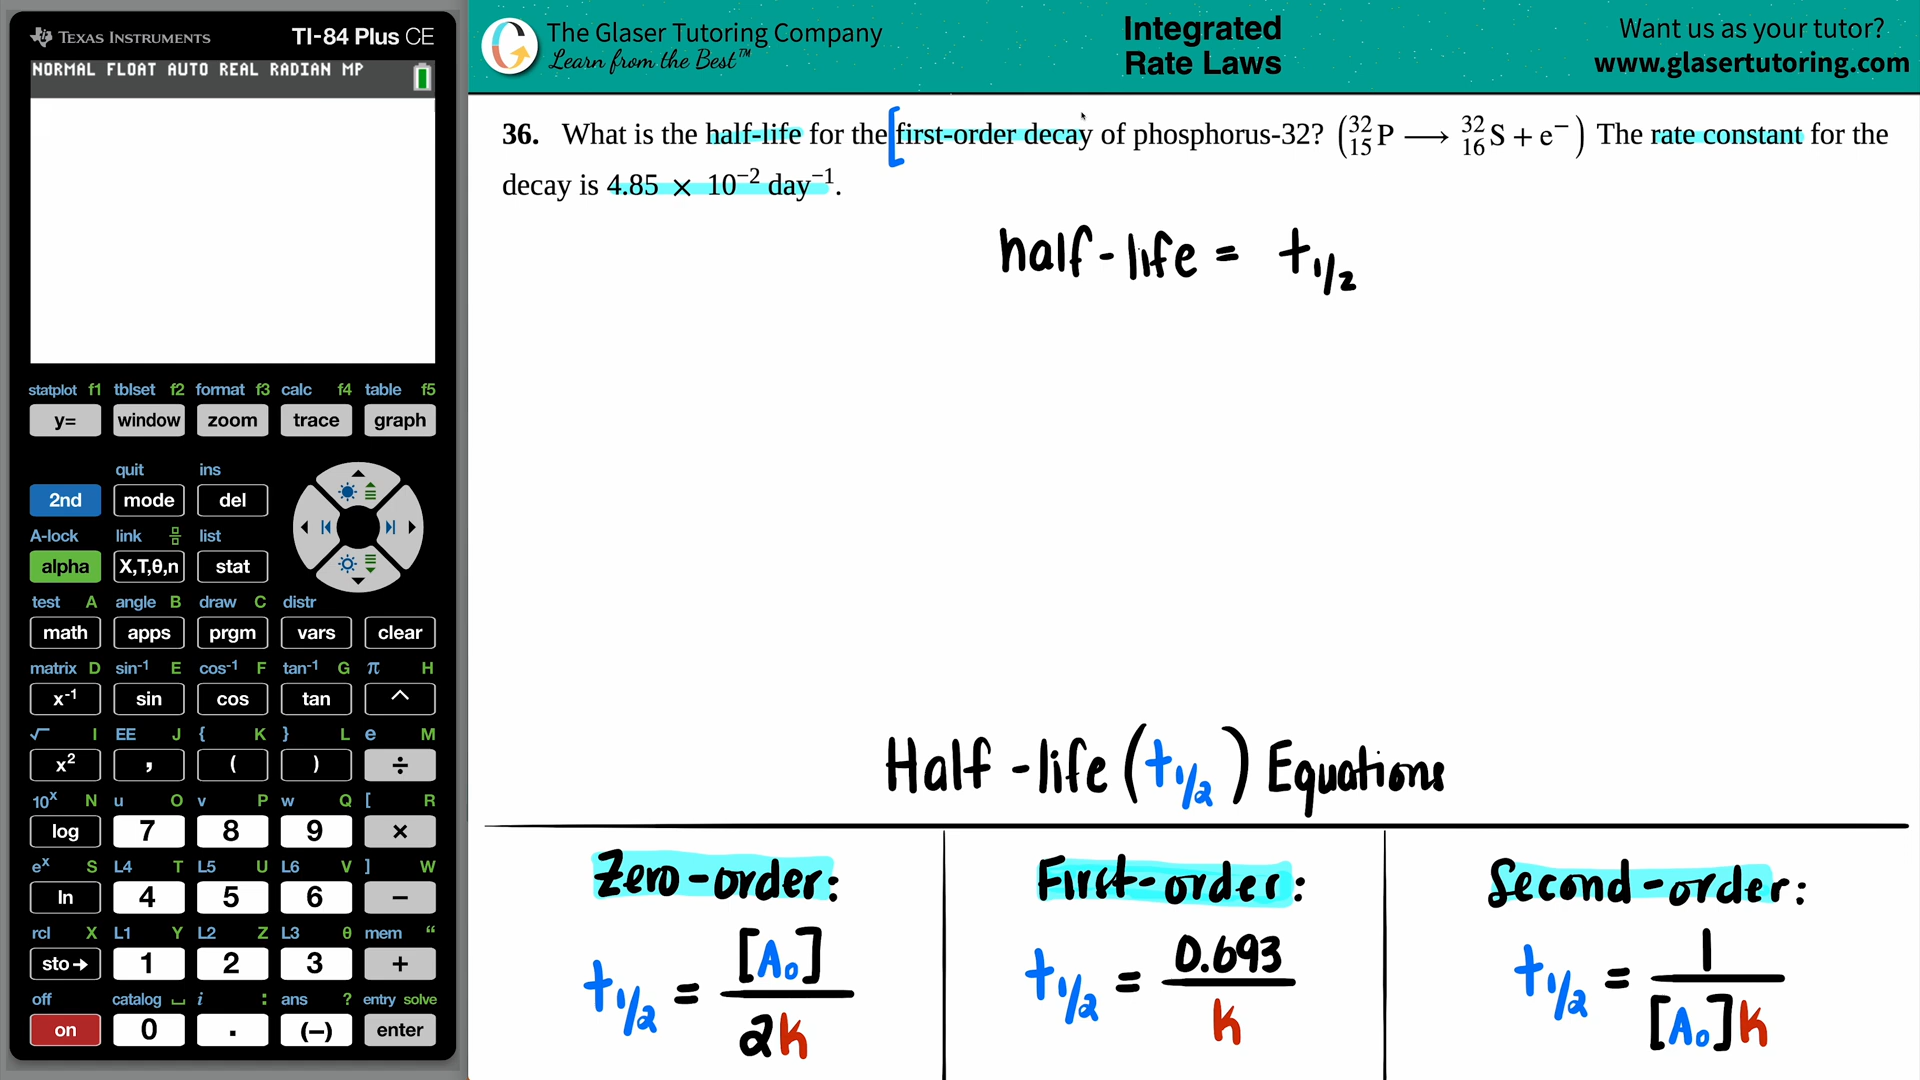 TEXAS INSTRUMENTS TI-84 Plus CE
NORMAL FLOAT AUTO REAL RADIAN MP
statplot f1 tblset f2 format f3 calc f4 table f5
y= window zoom trace graph
quit ins
2nd mode del
A-lock link list
alpha X,T,θ,n stat
test A angle B draw C distr
math apps prgm vars clear
matrix D sin⁻¹ E cos⁻¹ F tan⁻¹ G π H
x⁻¹ sin cos tan ^
√ I EE J { K } L e M
x² , ( ) ÷
10ˣ N u O v P w Q [ R
log 7 8 9 ×
eˣ S L4 T L5 U L6 V ] W
ln 4 5 6 −
rcl X L1 Y L2 Z L3 θ mem “
sto→ 1 2 3 +
off catalog ⎵ i : ans ? entry solve
on 0 . (−) enter
The Glaser Tutoring Company
Learn from the Best™
Integrated
Rate Laws
Want us as your tutor?
www.glasertutoring.com
36. What is the half-life for the [first-order decay of phosphorus-32? (³²₁₅P ⟶ ³²₁₆S + e⁻) The rate constant for the
decay is 4.85 × 10⁻² day⁻¹.
half-life = t1/2
Half-life (t1/2) Equations
Zero-order:
t1/2 = [A₀] / 2k
First-order:
t1/2 = 0.693 / k
Second-order:
t1/2 = 1 / [A₀]k